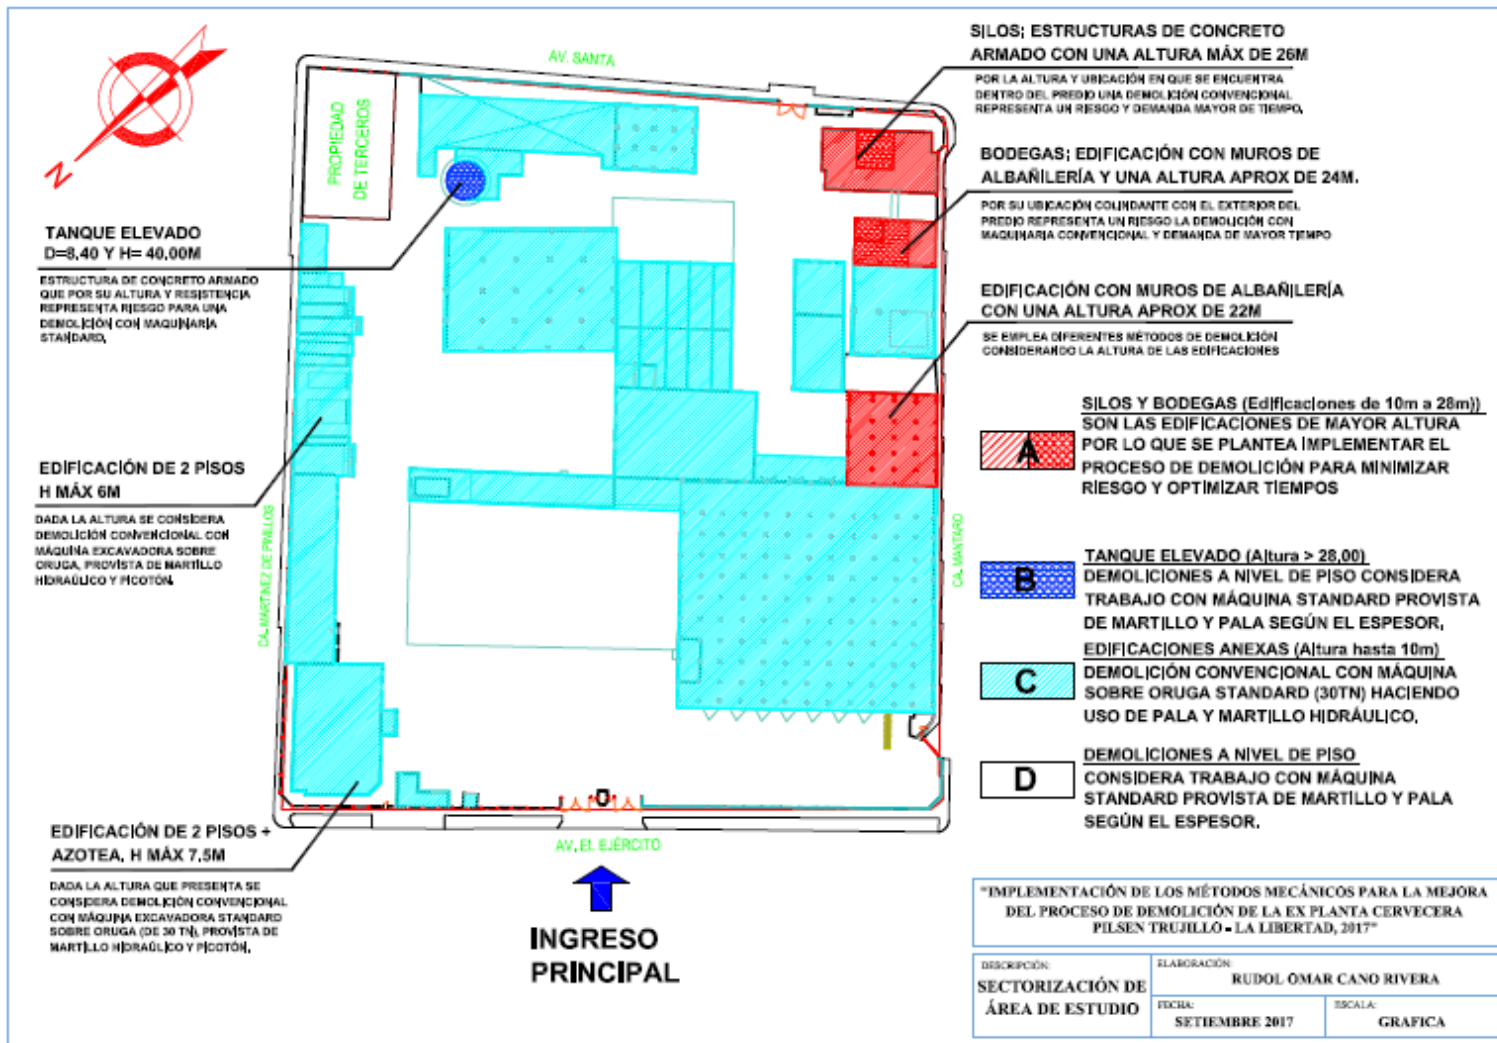 SILOS; ESTRUCTURAS DE CONCRETO
ARMADO CON UNA ALTURA MÁX DE 26M
POR LA ALTURA Y UBICACIÓN EN QUE SE ENCUENTRA
DENTRO DEL PREDIO UNA DEMOLICIÓN CONVENCIONAL
REPRESENTA UN RIESGO Y DEMANDA MAYOR DE TIEMPO.
BODEGAS; EDIFICACIÓN CON MUROS DE
ALBAÑILERÍA Y UNA ALTURA APROX DE 24M.
POR SU UBICACIÓN COLINDANTE CON EL EXTERIOR DEL
PREDIO REPRESENTA UN RIESGO LA DEMOLICIÓN CON
MAQUINARIA CONVENCIONAL Y DEMANDA DE MAYOR TIEMPO
EDIFICACIÓN CON MUROS DE ALBAÑILERÍA
CON UNA ALTURA APROX DE 22M
SE EMPLEA DIFERENTES MÉTODOS DE DEMOLICIÓN
CONSIDERANDO LA ALTURA DE LAS EDIFICACIONES
N
AV. SANTA
PROPIEDAD
DE TERCEROS
TANQUE ELEVADO
D=8,40 Y H= 40,00M
ESTRUCTURA DE CONCRETO ARMADO
QUE POR SU ALTURA Y RESISTENCIA
REPRESENTA RIESGO PARA UNA
DEMOLICIÓN CON MAQUINARIA
STANDARD.
EDIFICACIÓN DE 2 PISOS
H MÁX 6M
DADA LA ALTURA SE CONSIDERA
DEMOLICIÓN CONVENCIONAL CON
MÁQUINA EXCAVADORA SOBRE
ORUGA, PROVISTA DE MARTILLO
HIDRAÚLICO Y PICOTÓN.
CA. MARTINEZ DE PINILLOS
CA. MANTARO
EDIFICACIÓN DE 2 PISOS +
AZOTEA, H MÁX 7,5M
DADA LA ALTURA QUE PRESENTA SE
CONSIDERA DEMOLICIÓN CONVENCIONAL
CON MÁQUINA EXCAVADORA STANDARD
SOBRE ORUGA (DE 30 TN), PROVISTA DE
MARTILLO HIDRAÚLICO Y PICOTÓN.
AV. EL EJÉRCITO
INGRESO
PRINCIPAL
A
SILOS Y BODEGAS (Edificaciones de 10m a 28m))
SON LAS EDIFICACIONES DE MAYOR ALTURA
POR LO QUE SE PLANTEA IMPLEMENTAR EL
PROCESO DE DEMOLICIÓN PARA MINIMIZAR
RIESGO Y OPTIMIZAR TIEMPOS
B
TANQUE ELEVADO (Altura > 28,00)
DEMOLICIONES A NIVEL DE PISO CONSIDERA
TRABAJO CON MÁQUINA STANDARD PROVISTA
DE MARTILLO Y PALA SEGÚN EL ESPESOR.
C
EDIFICACIONES ANEXAS (Altura hasta 10m)
DEMOLICIÓN CONVENCIONAL CON MÁQUINA
SOBRE ORUGA STANDARD (30TN) HACIENDO
USO DE PALA Y MARTILLO HIDRÁULICO.
D
DEMOLICIONES A NIVEL DE PISO
CONSIDERA TRABAJO CON MÁQUINA
STANDARD PROVISTA DE MARTILLO Y PALA
SEGÚN EL ESPESOR.
"IMPLEMENTACIÓN DE LOS MÉTODOS MECÁNICOS PARA LA MEJORA
DEL PROCESO DE DEMOLICIÓN DE LA EX PLANTA CERVECERA
PILSEN TRUJILLO - LA LIBERTAD, 2017"
DESCRIPCIÓN:
SECTORIZACIÓN DE
ÁREA DE ESTUDIO
ELABORACIÓN:
RUDOL OMAR CANO RIVERA
FECHA:
SETIEMBRE 2017
ESCALA:
GRAFICA